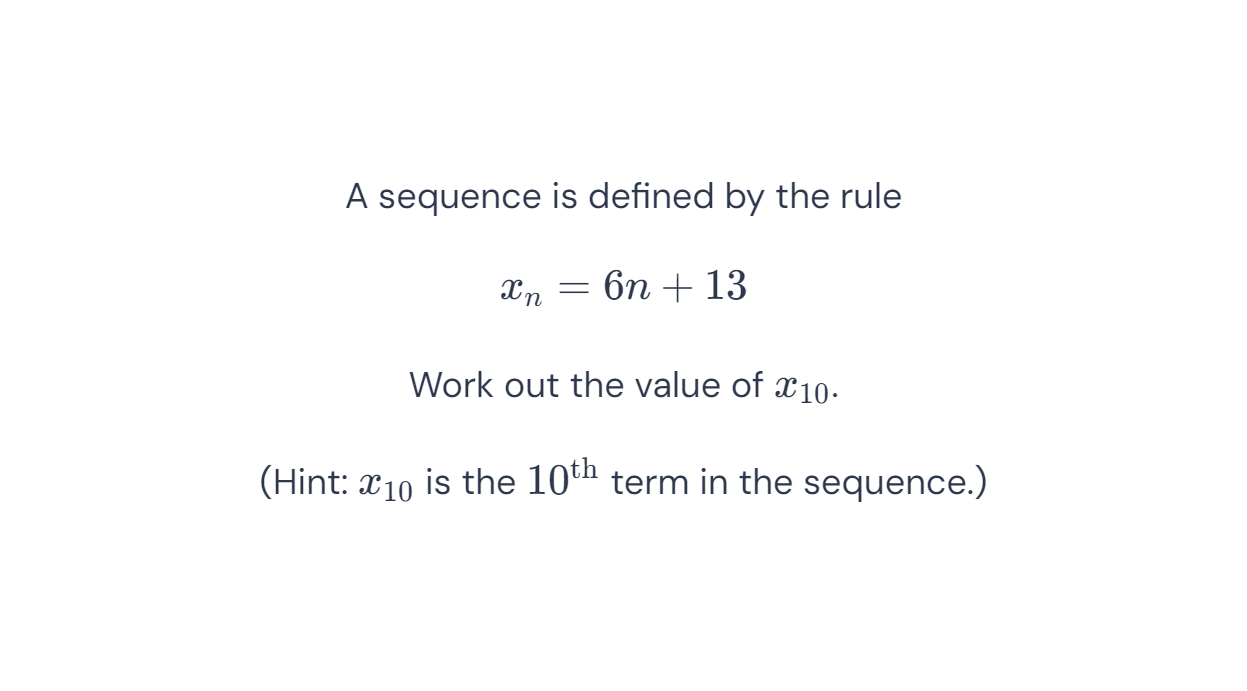 A sequence is defined by the rule
$x_n = 6n + 13$
Work out the value of $x_{10}$.
(Hint: $x_{10}$ is the $10^{\text{th}}$ term in the sequence.)